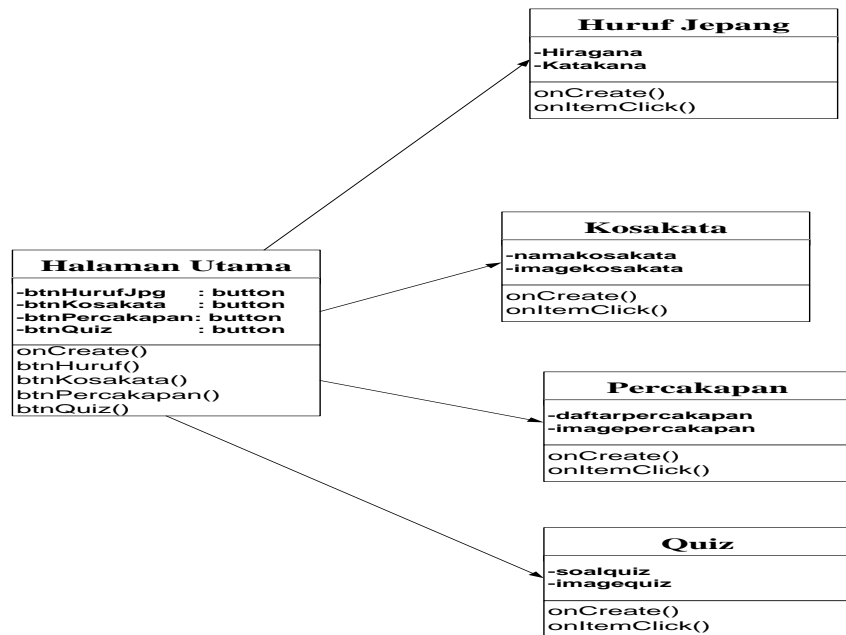 Huruf Jepang
-Hiragana
-Katakana
onCreate()
onItemClick()
Kosakata
-namakosakata
-imagekosakata
onCreate()
onItemClick()
Halaman Utama
-btnHurufJpg : button
-btnKosakata : button
-btnPercakapan: button
-btnQuiz : button
onCreate()
btnHuruf()
btnKosakata()
btnPercakapan()
btnQuiz()
Percakapan
-daftarpercakapan
-imagepercakapan
onCreate()
onItemClick()
Quiz
-soalquiz
-imagequiz
onCreate()
onItemClick()